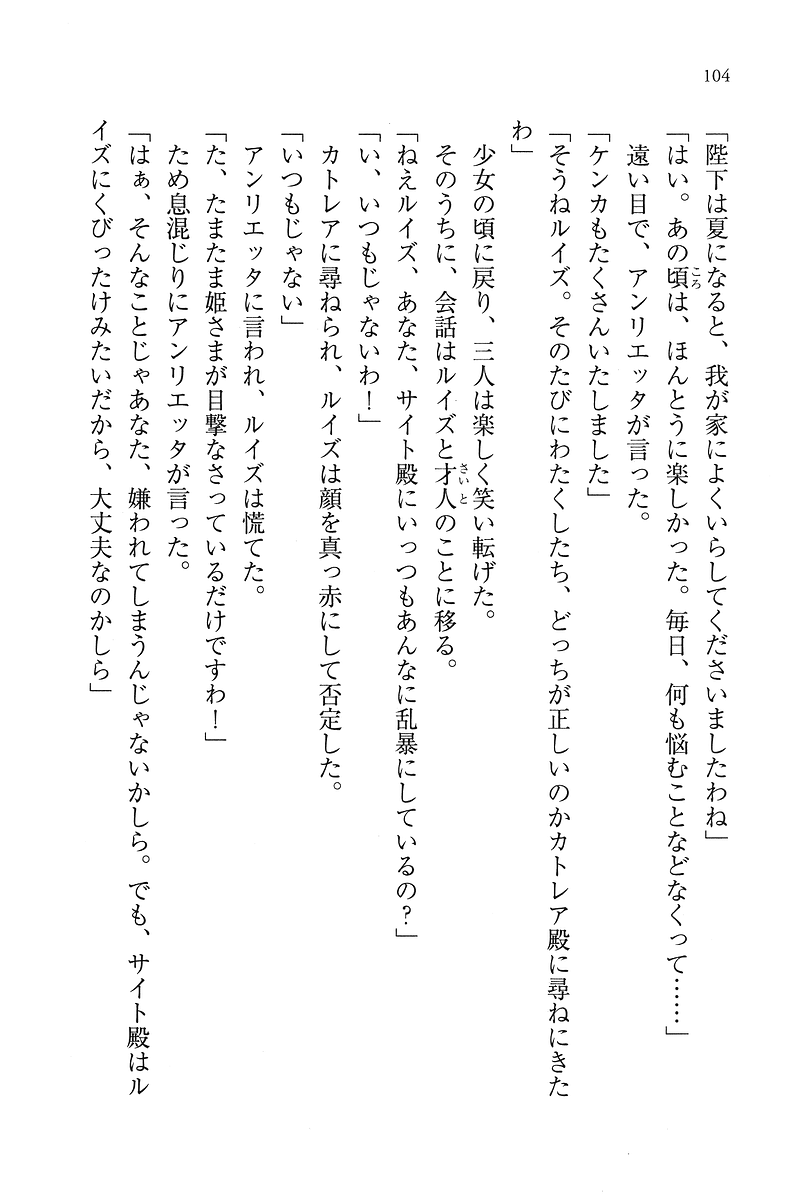 104
「陛下は夏になると、我が家によくいらしてくださいましたわね」
「はい。あの頃は、ほんとうに楽しかった。毎日、何も悩むことなどなくって……」
遠い目で、アンリエッタが言った。
「ケンカもたくさんいたしました」
「そうねルイズ。そのたびにわたくしたち、どっちが正しいのかカトレア殿に尋ねにきた
わ」
少女の頃に戻り、三人は楽しく笑い転げた。
そのうちに、会話はルイズと才人のことに移る。
「ねえルイズ、あなた、サイト殿にいっつもあんなに乱暴にしているの？」
「い、いつもじゃないわ！」
カトレアに尋ねられ、ルイズは顔を真っ赤にして否定した。
「いつもじゃない」
アンリエッタに言われ、ルイズは慌てた。
「た、たまたま姫さまが目撃なさっているだけですわ！」
ため息混じりにアンリエッタが言った。
「はぁ、そんなことじゃあなた、嫌われてしまうんじゃないかしら。でも、サイト殿はル
イズにくびったけみたいだから、大丈夫なのかしら」